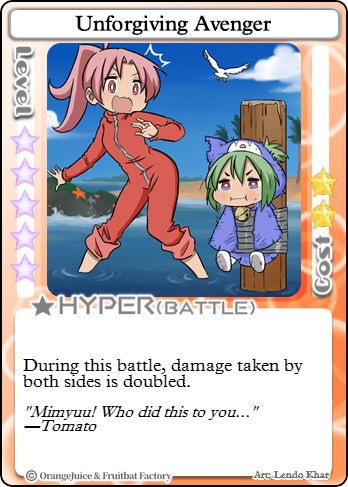 Unforgiving Avenger
Level
Cost
HYPER(BATTLE)
During this battle, damage taken by
both sides is doubled.
"Mimyuu! Who did this to you..."
—Tomato
© OrangeJuice & Fruitbat Factory
Art: Lendo Khar